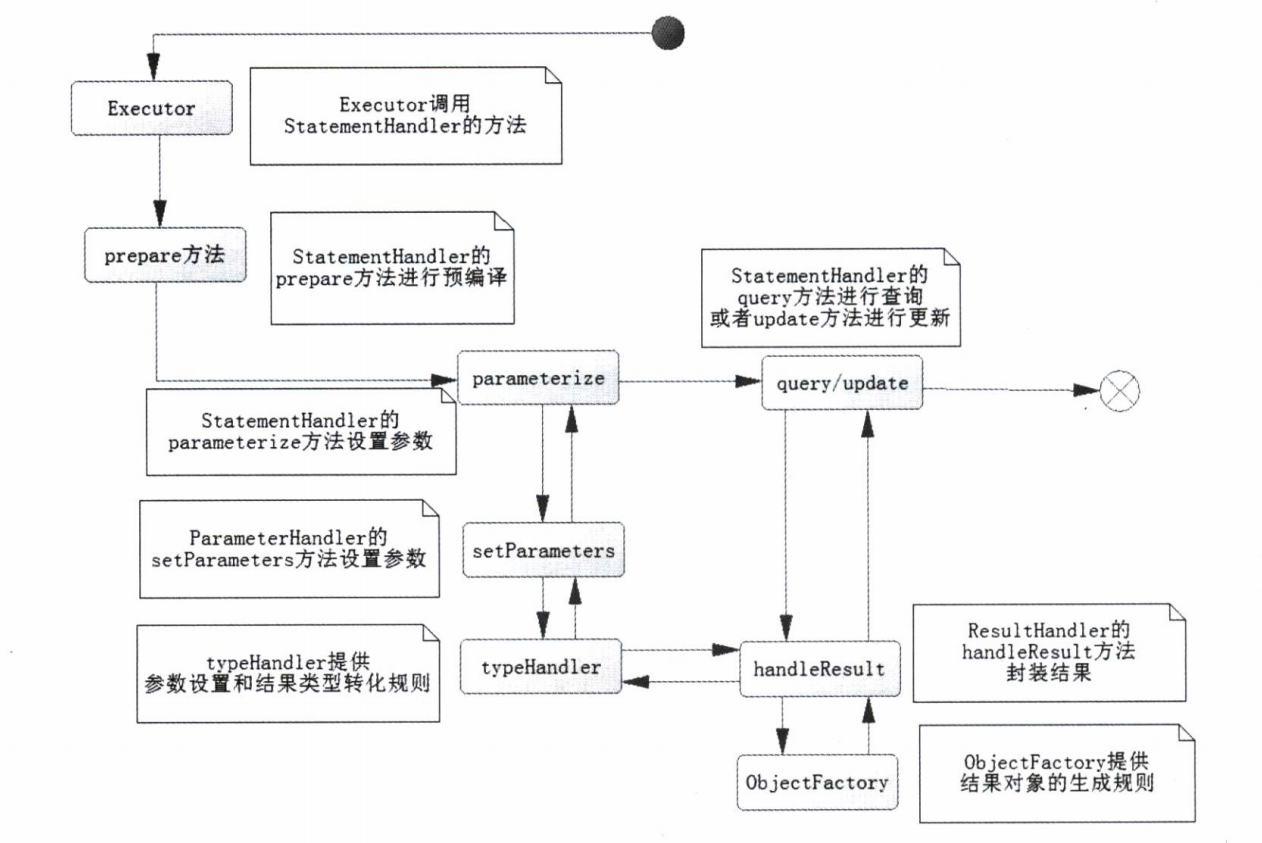 Executor
Executor调用
StatementHandler的方法
prepare方法
StatementHandler的
prepare方法进行预编译
StatementHandler的
query方法进行查询
或者update方法进行更新
parameterize
query/update
StatementHandler的
parameterize方法设置参数
ParameterHandler的
setParameters方法设置参数
setParameters
typeHandler提供
参数设置和结果类型转化规则
typeHandler
handleResult
ResultHandler的
handleResult方法
封装结果
ObjectFactory
ObjectFactory提供
结果对象的生成规则